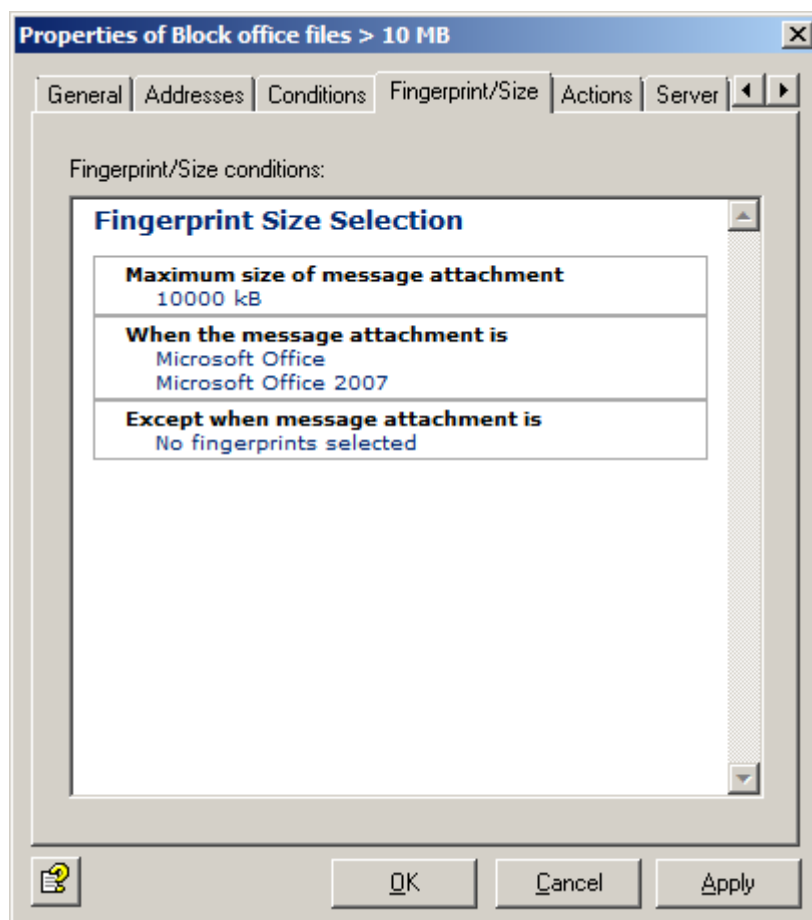 Properties of Block office files > 10 MB
General Addresses Conditions Fingerprint/Size Actions Server
Fingerprint/Size conditions:
Fingerprint Size Selection
Maximum size of message attachment
10000 kB
When the message attachment is
Microsoft Office
Microsoft Office 2007
Except when message attachment is
No fingerprints selected
OK Cancel Apply